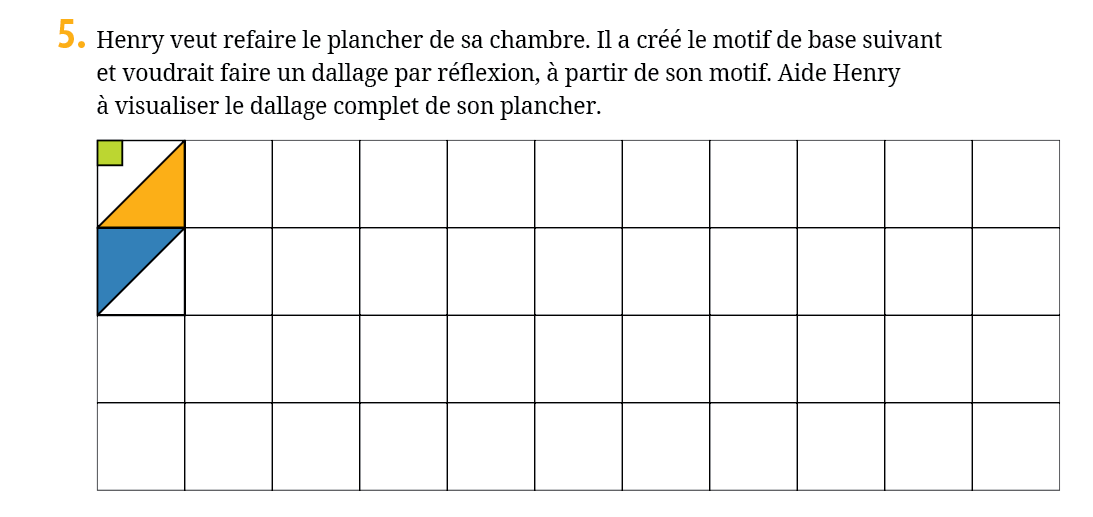 5. Henry veut refaire le plancher de sa chambre. Il a créé le motif de base suivant
et voudrait faire un dallage par réflexion, à partir de son motif. Aide Henry
à visualiser le dallage complet de son plancher.